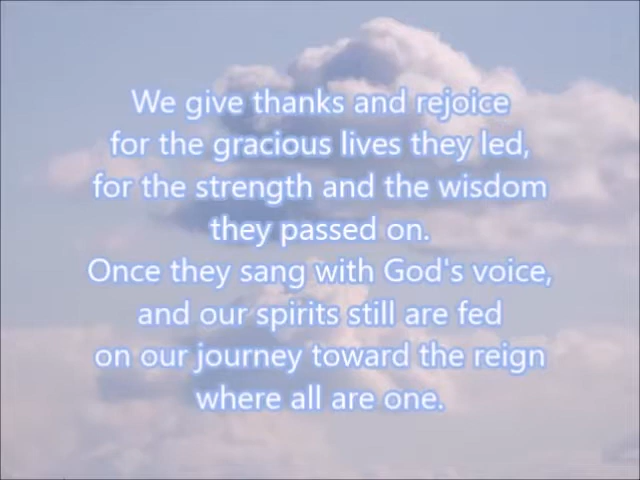 We give thanks and rejoice
for the gracious lives they led,
for the strength and the wisdom
they passed on.
Once they sang with God's voice,
and our spirits still are fed
on our journey toward the reign
where all are one.